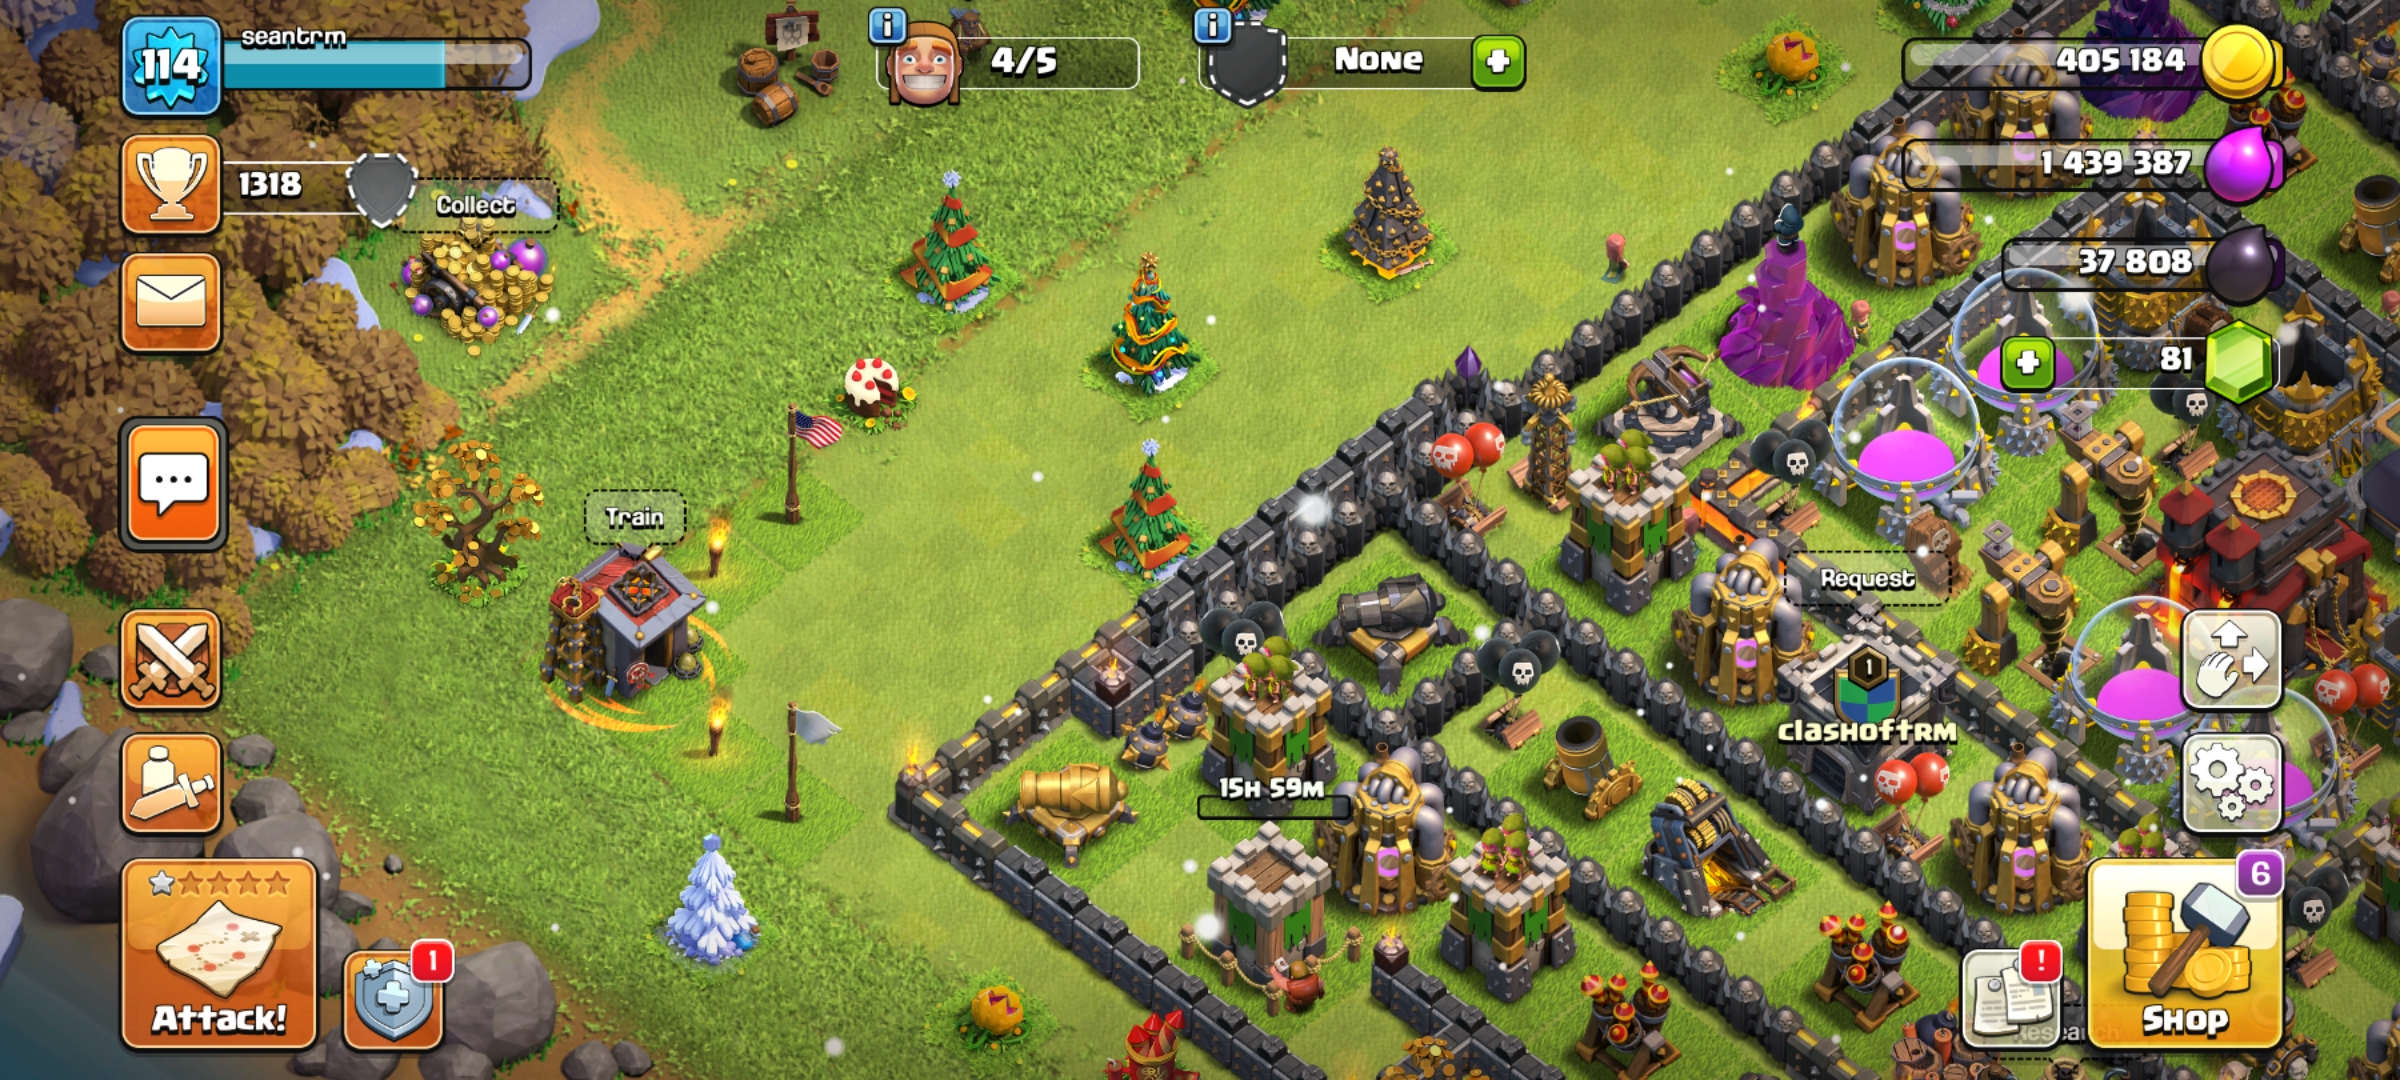 114
seantrm
4/5
None
405 184
1318
Collect
1 439 387
37 808
81
Train
Request
1
clashoftrm
15H 59M
6
1
!
Attack!
Research
Shop